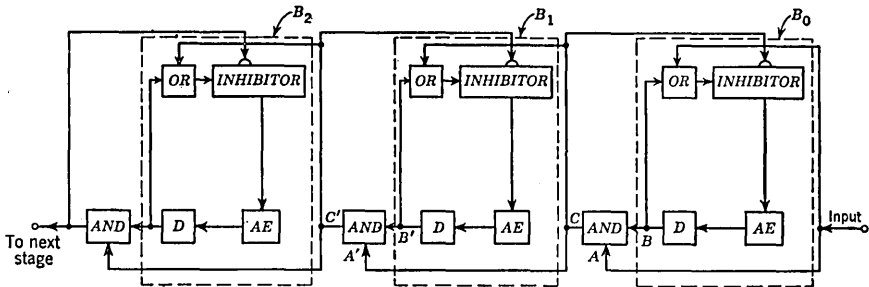 B₂
B₁
B₀
OR
INHIBITOR
OR
INHIBITOR
OR
INHIBITOR
To next
stage
AND
D
AE
C'
AND
A'
B'
D
AE
C
AND
A
B
D
AE
Input